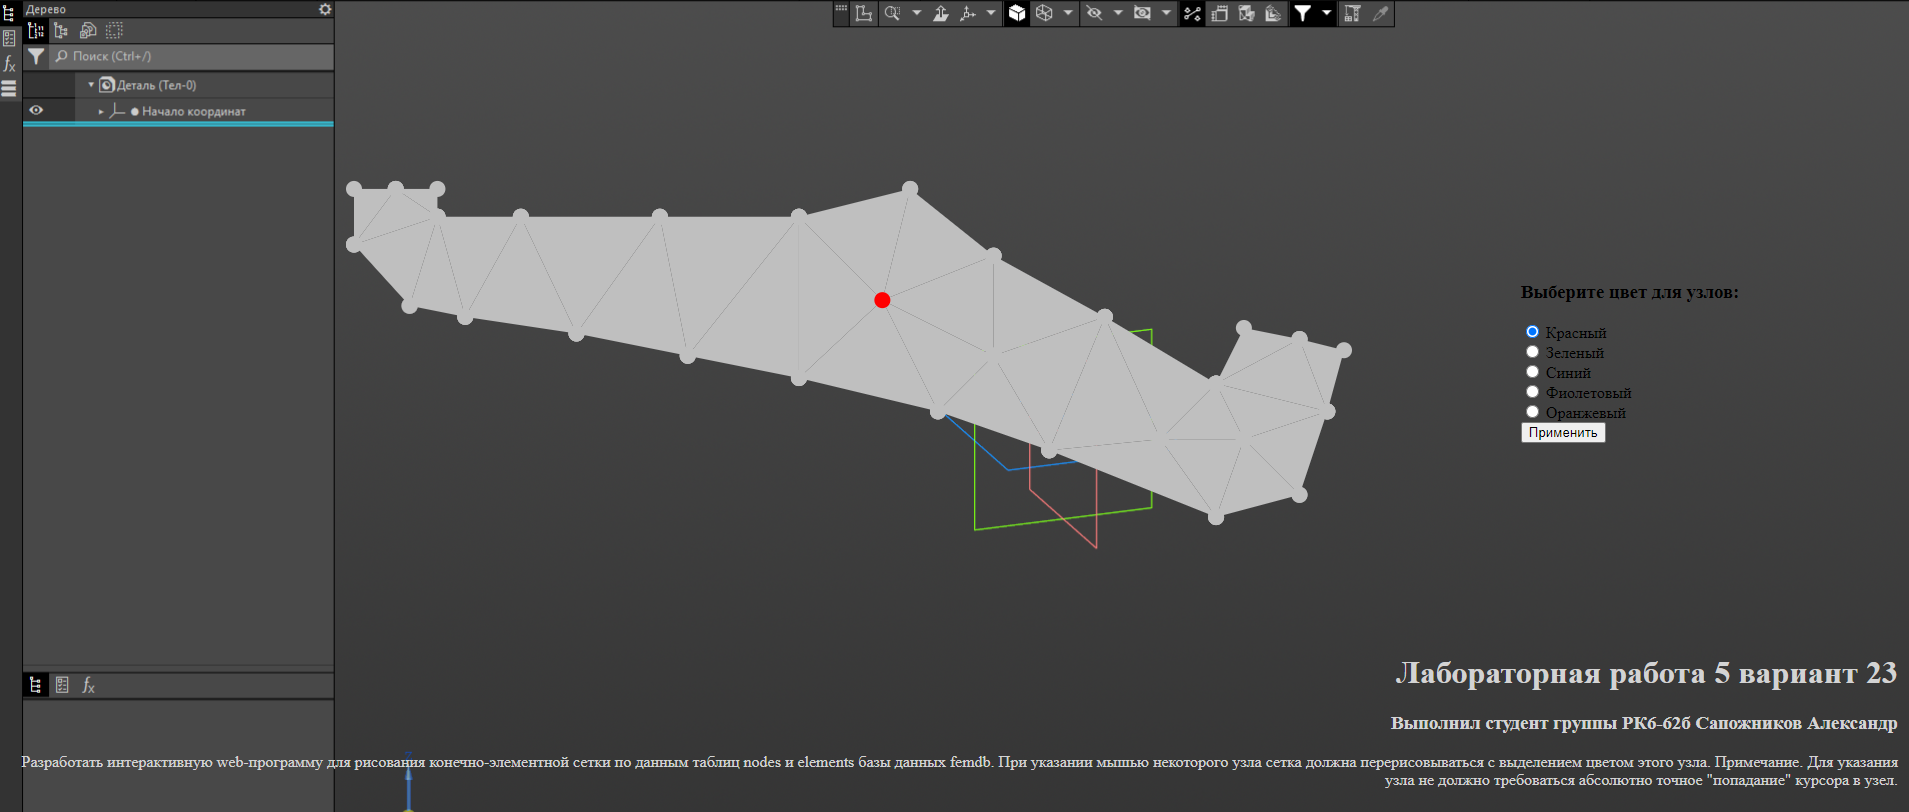 Дерево
Поиск (Ctrl+/)
Деталь (Тел-0)
Начало координат
Выберите цвет для узлов:
Красный
Зеленый
Синий
Фиолетовый
Оранжевый
Применить
Лабораторная работа 5 вариант 23
Выполнил студент группы РК6-62б Сапожников Александр
Разработать интерактивную web-программу для рисования конечно-элементной сетки по данным таблиц nodes и elements базы данных femdb. При указании мышью некоторого узла сетка должна перерисовываться с выделением цветом этого узла. Примечание. Для указания
узла не должно требоваться абсолютно точное "попадание" курсора в узел.